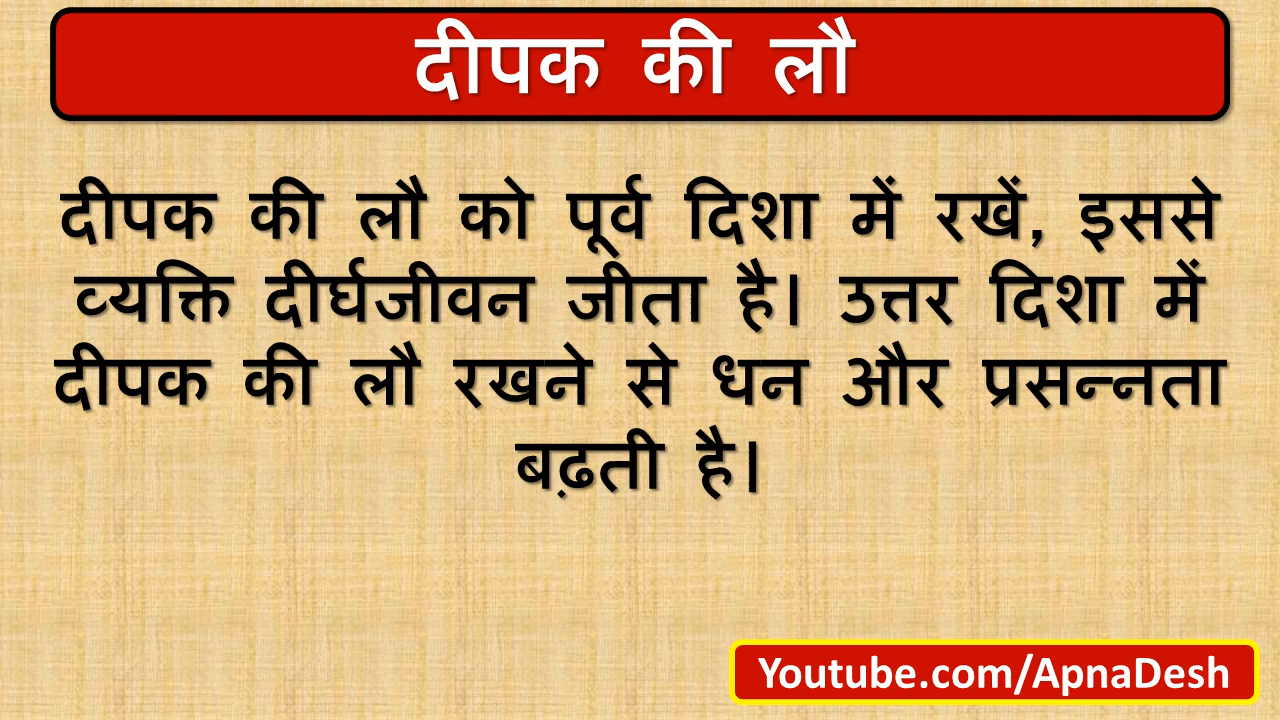 दीपक की लौ
दीपक की लौ को पूर्व दिशा में रखें, इससे
व्यक्ति दीर्घजीवन जीता है। उत्तर दिशा में
दीपक की लौ रखने से धन और प्रसन्नता
बढ़ती है।
Youtube.com/ApnaDesh